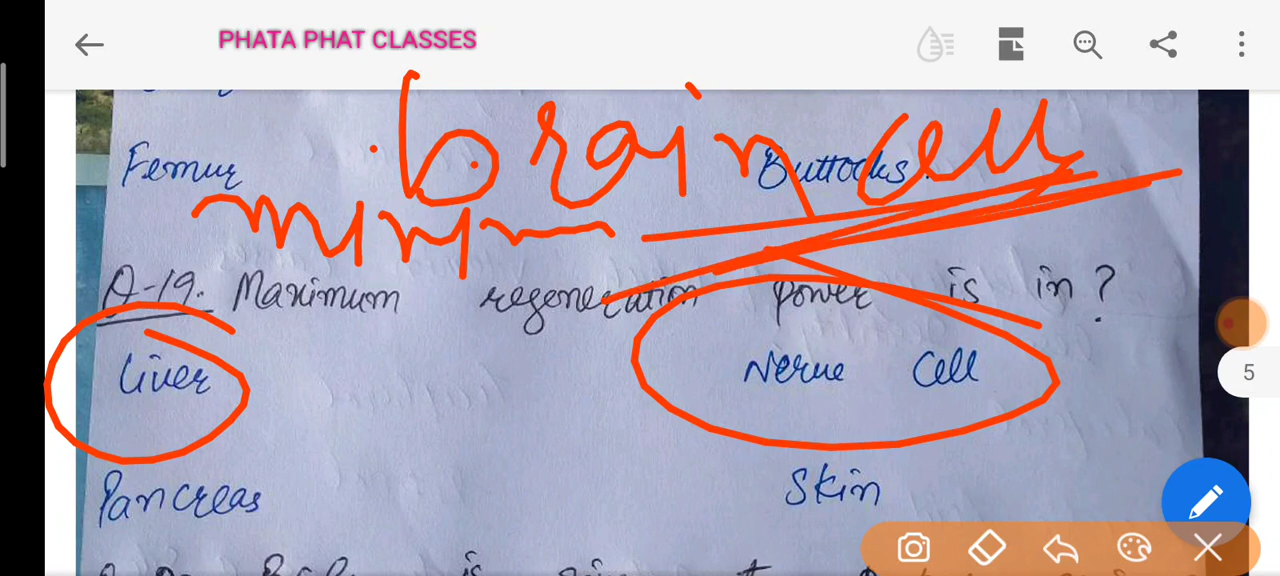 PHATA PHAT CLASSES
brain cell
Femur Buttocks.
minim
Q-19. Maximum regeneration power is in?
Liver Nerve Cell
5
Pancreas Skin